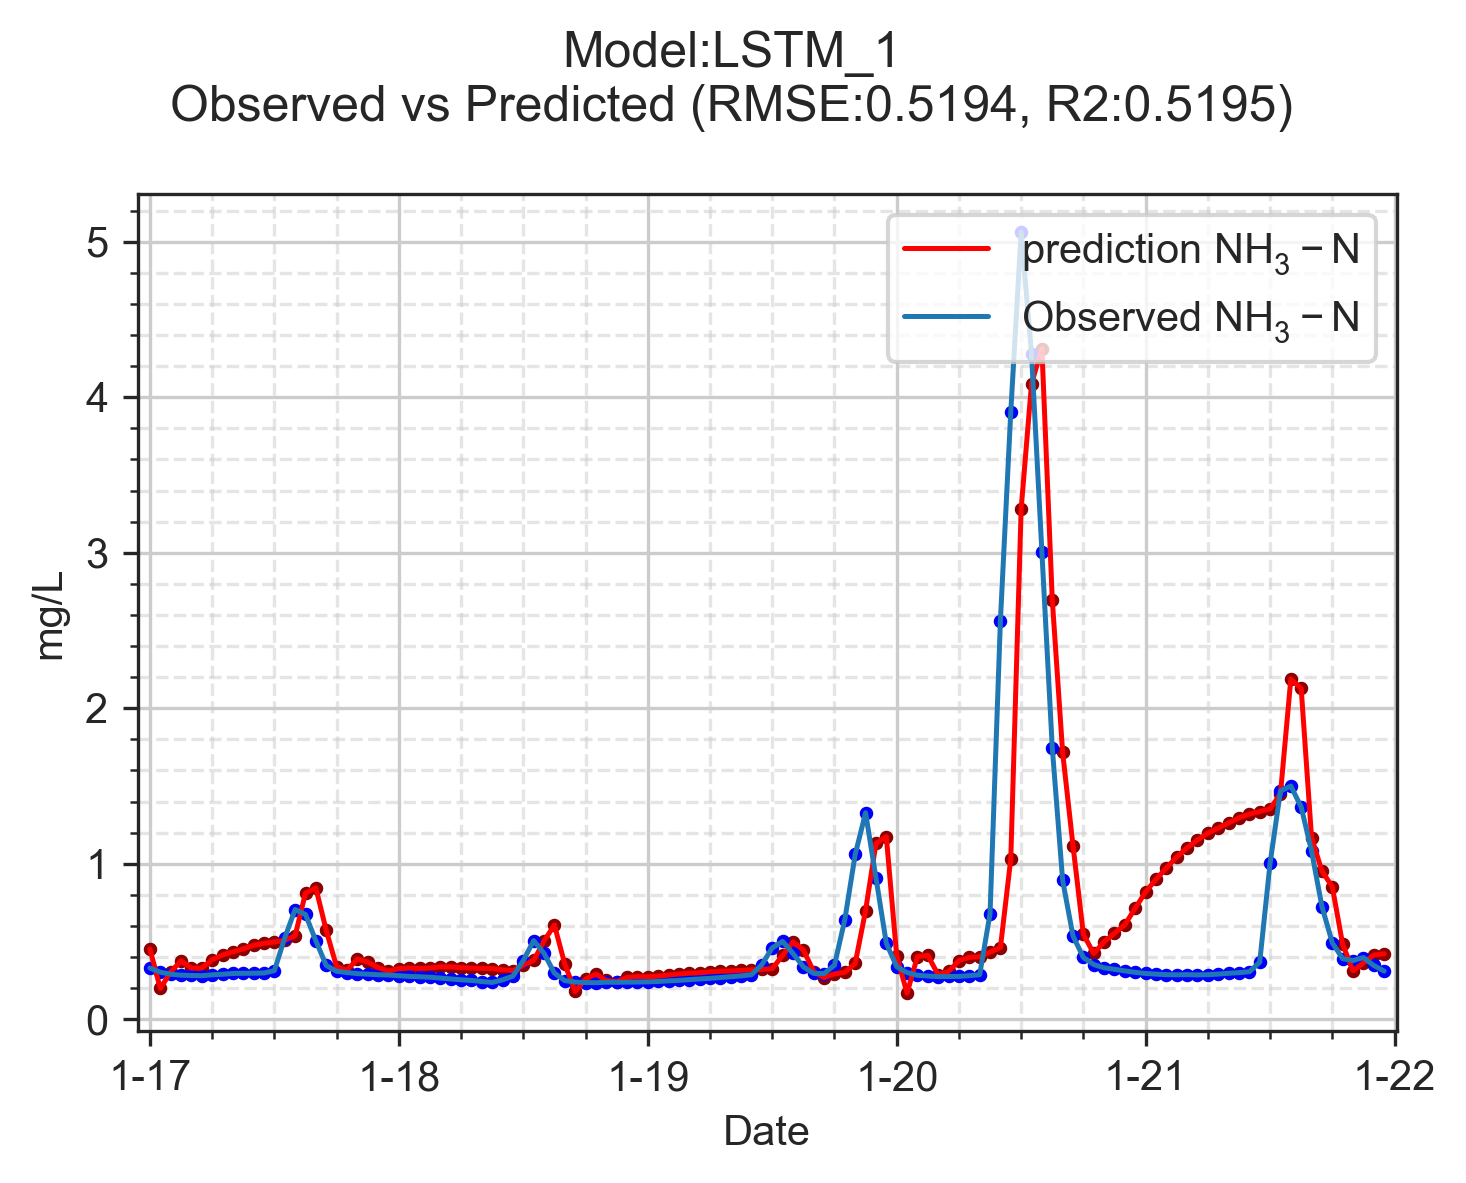 Model:LSTM_1
Observed vs Predicted (RMSE:0.5194, R2:0.5195)
prediction NH₃ − N
Observed NH₃ − N
5
4
3
2
1
0
mg/L
1-17 1-18 1-19 1-20 1-21 1-22
Date